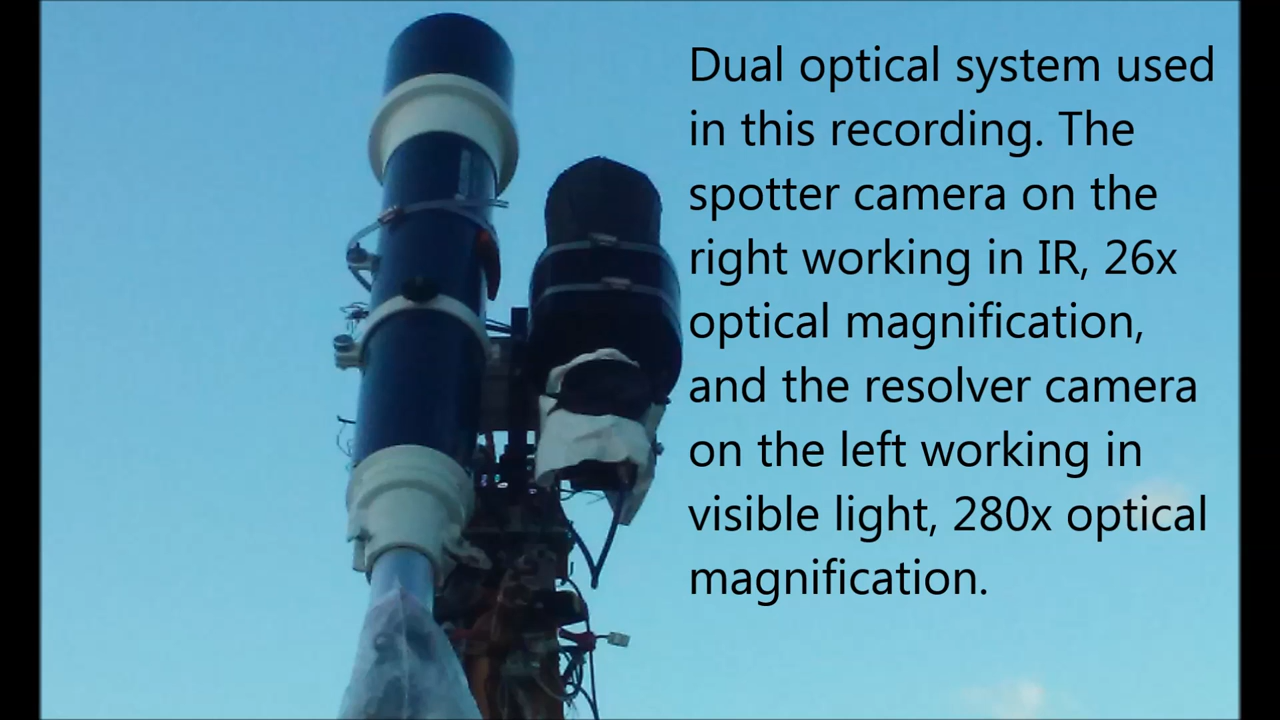 Dual optical system used
in this recording. The
spotter camera on the
right working in IR, 26x
optical magnification,
and the resolver camera
on the left working in
visible light, 280x optical
magnification.